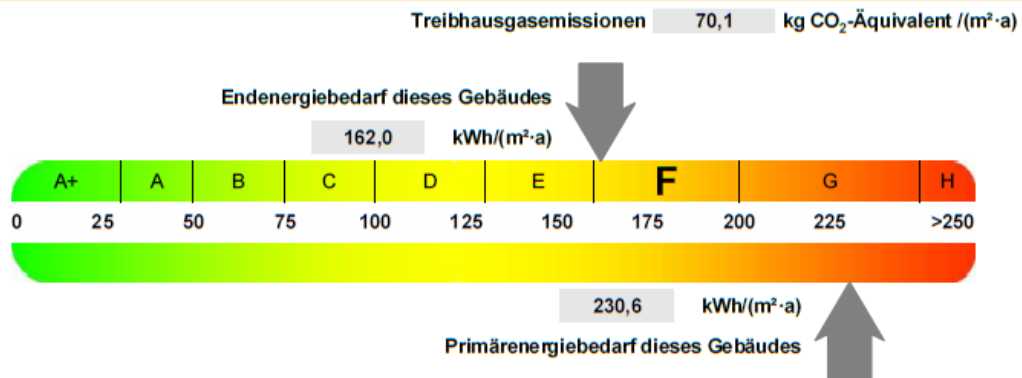 Treibhausgasemissionen 70,1 kg CO₂-Äquivalent /(m²·a)
Endenergiebedarf dieses Gebäudes
162,0 kWh/(m²·a)
A+ A B C D E F G H
0 25 50 75 100 125 150 175 200 225 >250
230,6 kWh/(m²·a)
Primärenergiebedarf dieses Gebäudes